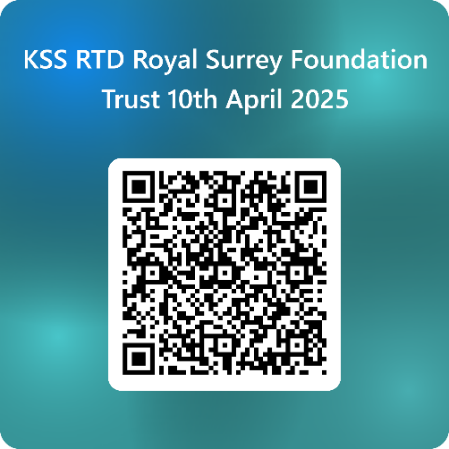 KSS RTD Royal Surrey Foundation
Trust 10th April 2025